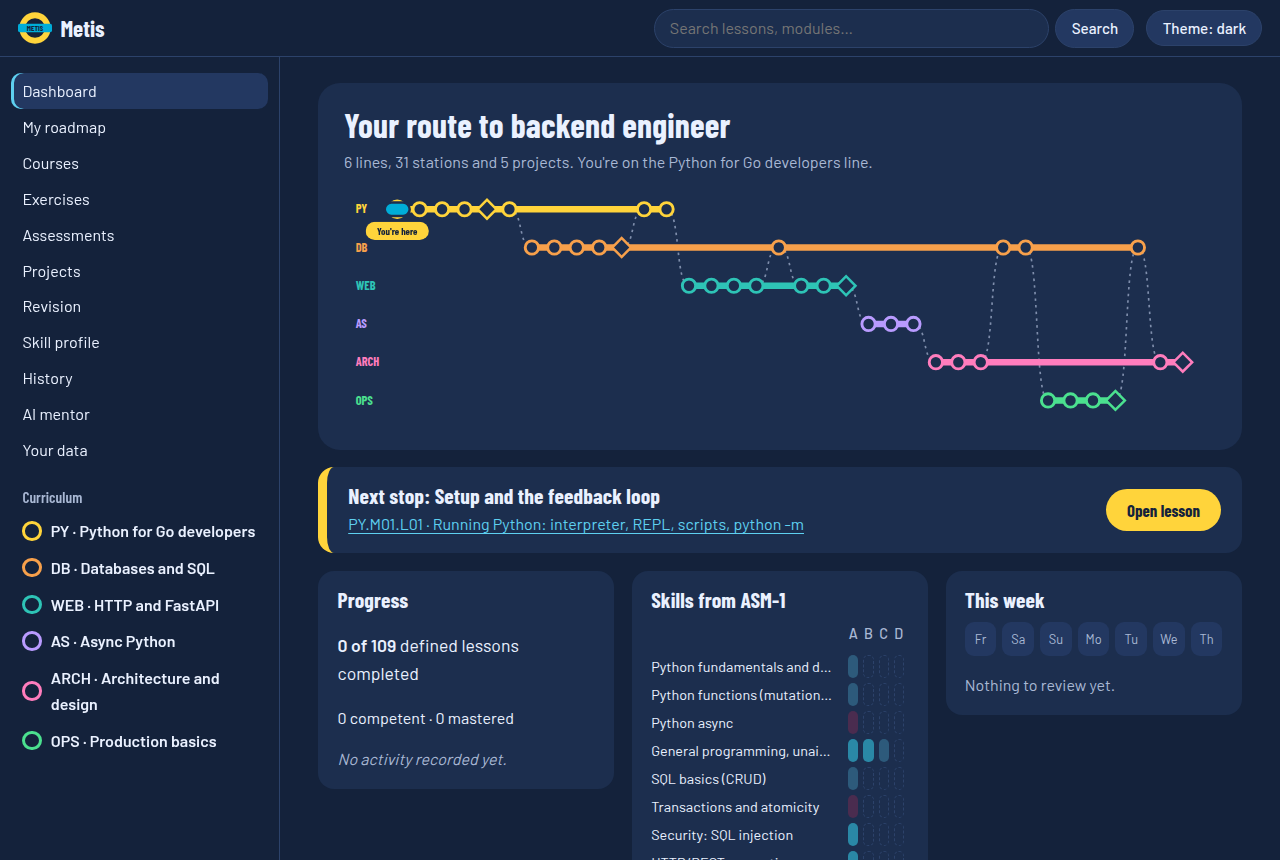 METIS
Metis
Search lessons, modules...
Search
Theme: dark
Dashboard
My roadmap
Courses
Exercises
Assessments
Projects
Revision
Skill profile
History
AI mentor
Your data
Curriculum
PY · Python for Go developers
DB · Databases and SQL
WEB · HTTP and FastAPI
AS · Async Python
ARCH · Architecture and
design
OPS · Production basics
Your route to backend engineer
6 lines, 31 stations and 5 projects. You're on the Python for Go developers line.
PY
You're here
DB
WEB
AS
ARCH
OPS
Next stop: Setup and the feedback loop
PY.M01.L01 · Running Python: interpreter, REPL, scripts, python -m
Open lesson
Progress
0 of 109 defined lessons
completed
0 competent · 0 mastered
No activity recorded yet.
Skills from ASM-1
A B C D
Python fundamentals and d...
Python functions (mutation...
Python async
General programming, unai...
SQL basics (CRUD)
Transactions and atomicity
Security: SQL injection
This week
Fr Sa Su Mo Tu We Th
Nothing to review yet.